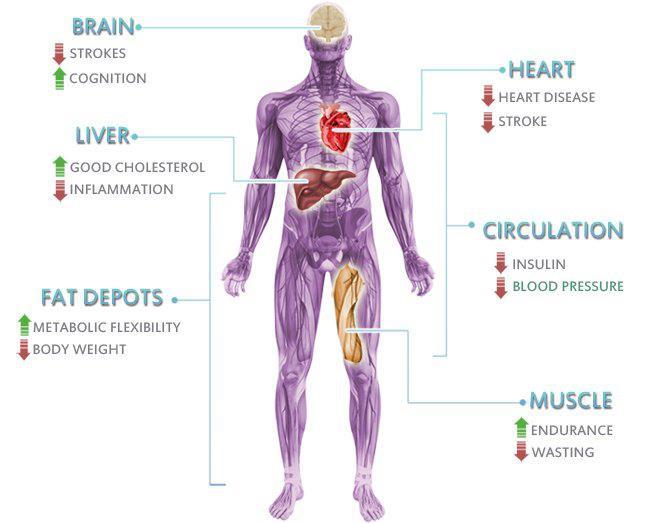 BRAIN
STROKES
COGNITION
HEART
HEART DISEASE
STROKE
LIVER
GOOD CHOLESTEROL
INFLAMMATION
CIRCULATION
INSULIN
BLOOD PRESSURE
FAT DEPOTS
METABOLIC FLEXIBILITY
BODY WEIGHT
MUSCLE
ENDURANCE
WASTING